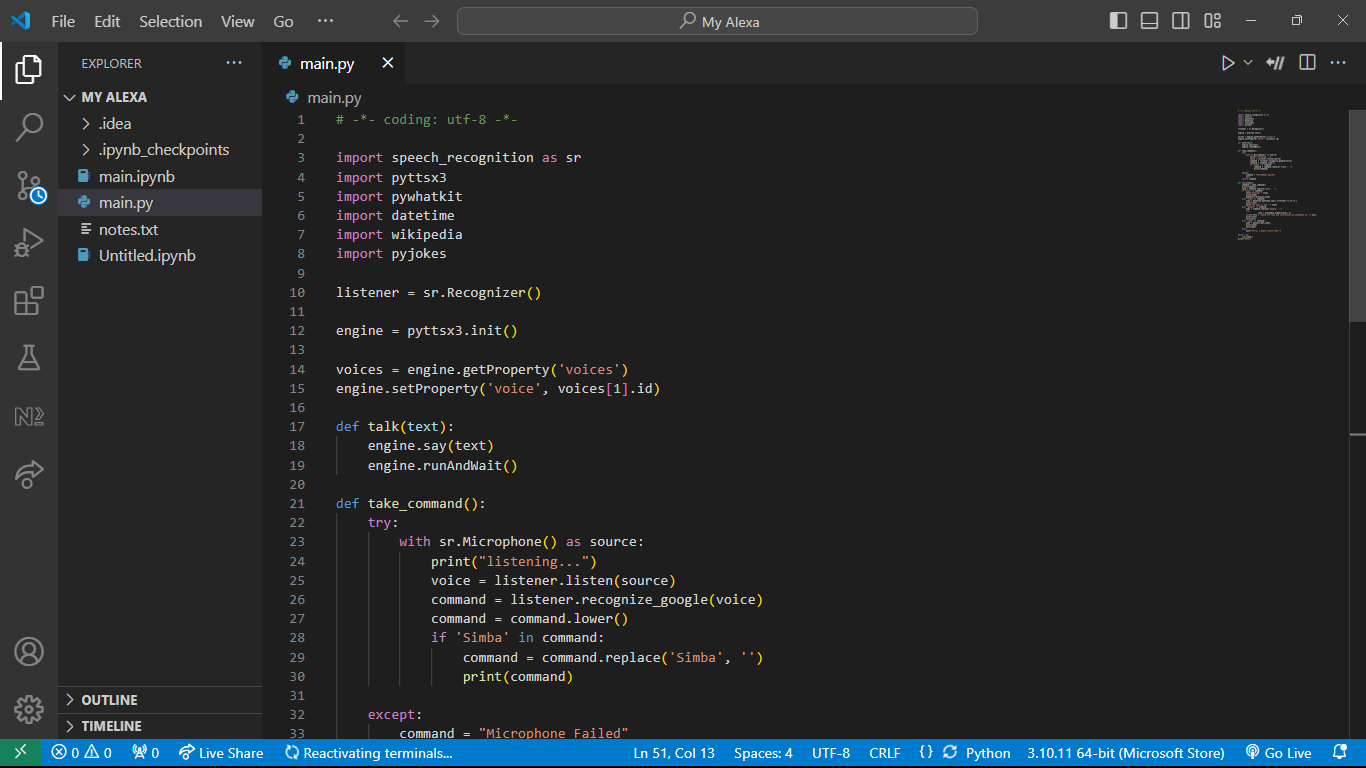 File Edit Selection View Go ··· My Alexa
EXPLORER ···
MY ALEXA
.idea
.ipynb_checkpoints
main.ipynb
main.py
notes.txt
Untitled.ipynb
OUTLINE
TIMELINE
main.py
main.py
1 # -*- coding: utf-8 -*-
2
3 import speech_recognition as sr
4 import pyttsx3
5 import pywhatkit
6 import datetime
7 import wikipedia
8 import pyjokes
9
10 listener = sr.Recognizer()
11
12 engine = pyttsx3.init()
13
14 voices = engine.getProperty('voices')
15 engine.setProperty('voice', voices[1].id)
16
17 def talk(text):
18     engine.say(text)
19     engine.runAndWait()
20
21 def take_command():
22     try:
23         with sr.Microphone() as source:
24             print("listening...")
25             voice = listener.listen(source)
26             command = listener.recognize_google(voice)
27             command = command.lower()
28             if 'Simba' in command:
29                 command = command.replace('Simba', '')
30                 print(command)
31
32     except:
33         command = "Microphone Failed"
0 0 0 Live Share Reactivating terminals... Ln 51, Col 13 Spaces: 4 UTF-8 CRLF {} Python 3.10.11 64-bit (Microsoft Store) Go Live